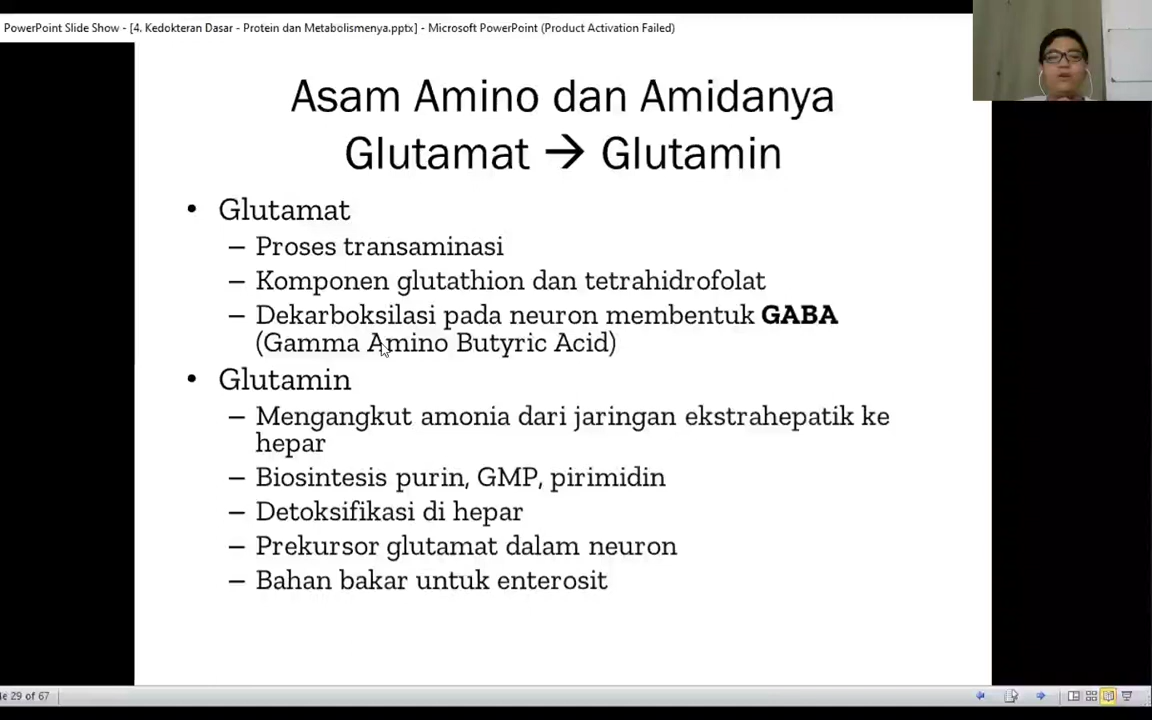 PowerPoint Slide Show - [4. Kedokteran Dasar - Protein dan Metabolismenya.pptx] - Microsoft PowerPoint (Product Activation Failed)
Asam Amino dan Amidanya
Glutamat → Glutamin
• Glutamat
– Proses transaminasi
– Komponen glutathion dan tetrahidrofolat
– Dekarboksilasi pada neuron membentuk GABA
(Gamma Amino Butyric Acid)
• Glutamin
– Mengangkut amonia dari jaringan ekstrahepatik ke
hepar
– Biosintesis purin, GMP, pirimidin
– Detoksifikasi di hepar
– Prekursor glutamat dalam neuron
– Bahan bakar untuk enterosit
le 29 of 67